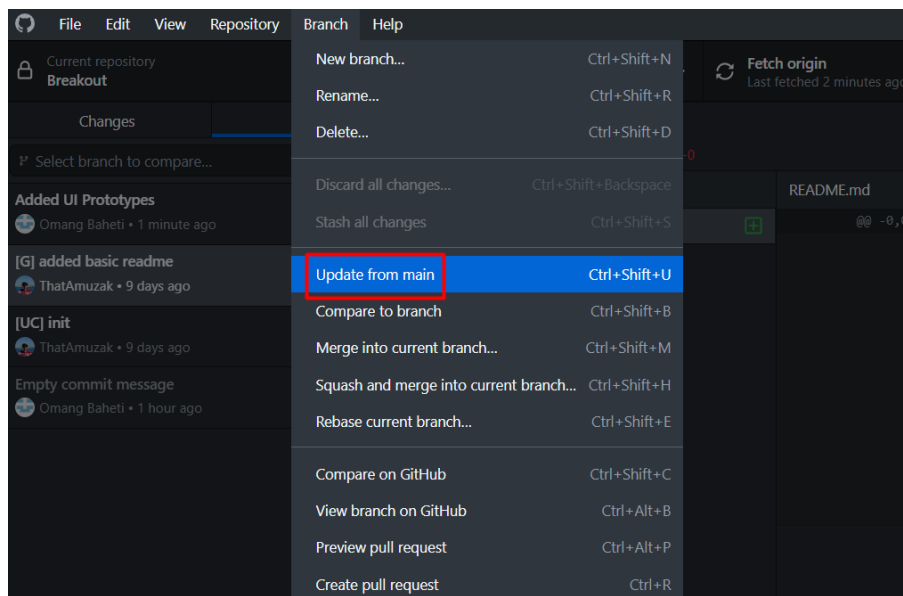 File Edit View Repository Branch Help
Current repository
Breakout
Fetch origin
Last fetched 2 minutes ago
Changes
Select branch to compare...
Added UI Prototypes
Omang Baheti • 1 minute ago
[G] added basic readme
ThatAmuzak • 9 days ago
[UC] init
ThatAmuzak • 9 days ago
Empty commit message
Omang Baheti • 1 hour ago
New branch... Ctrl+Shift+N
Rename... Ctrl+Shift+R
Delete... Ctrl+Shift+D
Discard all changes... Ctrl+Shift+Backspace
Stash all changes Ctrl+Shift+S
Update from main Ctrl+Shift+U
Compare to branch Ctrl+Shift+B
Merge into current branch... Ctrl+Shift+M
Squash and merge into current branch... Ctrl+Shift+H
Rebase current branch... Ctrl+Shift+E
Compare on GitHub Ctrl+Shift+C
View branch on GitHub Ctrl+Alt+B
Preview pull request Ctrl+Alt+P
Create pull request Ctrl+R
-0
README.md
@@ -0,